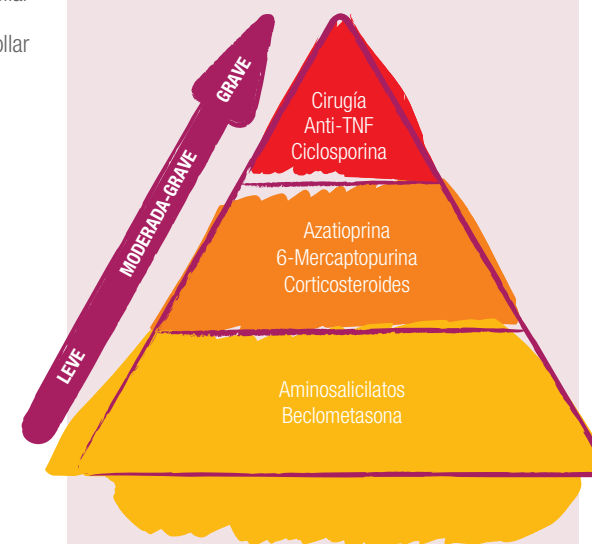 ollar
GRAVE
MODERADA-GRAVE
LEVE
Cirugía
Anti-TNF
Ciclosporina
Azatioprina
6-Mercaptopurina
Corticosteroides
Aminosalicilatos
Beclometasona